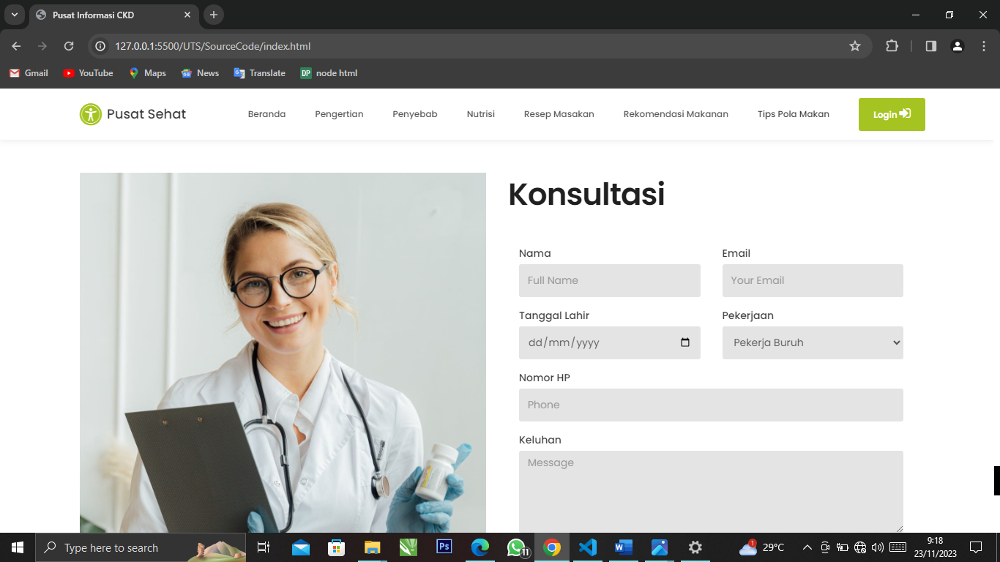 Pusat Informasi CKD
127.0.0.1:5500/UTS/SourceCode/index.html
Gmail YouTube Maps News Translate DP node html
Pusat Sehat Beranda Pengertian Penyebab Nutrisi Resep Masakan Rekomendasi Makanan Tips Pola Makan Login
Konsultasi
Nama Email
Full Name Your Email
Tanggal Lahir Pekerjaan
dd/mm/yyyy Pekerja Buruh
Nomor HP
Phone
Keluhan
Message
Type here to search Ps 11 W 1 29°C 9:18
23/11/2023